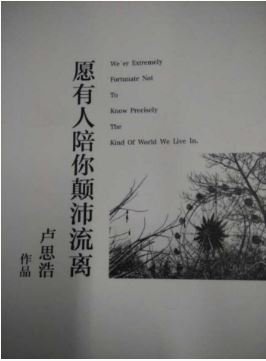 We'er Extremely
Fortunate Not
To
Know Precisely
The
Kind Of World We Live In.
愿有人陪你颠沛流离
卢思浩
作品